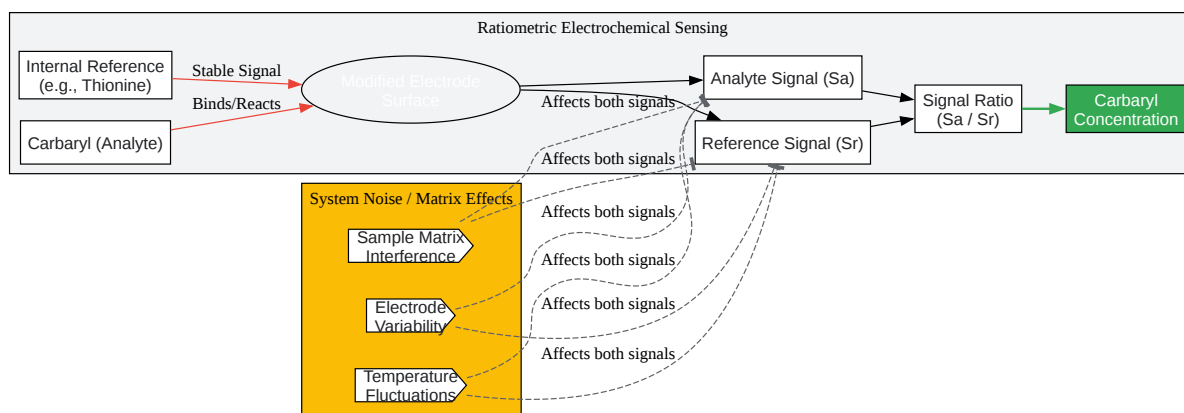 Ratiometric Electrochemical Sensing
Internal Reference
(e.g., Thionine)
Stable Signal
Binds/Reacts
Carbaryl (Analyte)
Modified Electrode
Surface
Analyte Signal (Sa)
Affects both signals
Reference Signal (Sr)
Signal Ratio
(Sa / Sr)
Carbaryl
Concentration
Affects both signals
System Noise / Matrix Effects
Affects both signals
Sample Matrix
Interference
Affects both signals
Electrode
Variability
Affects both signals
Affects both signals
Temperature
Fluctuations